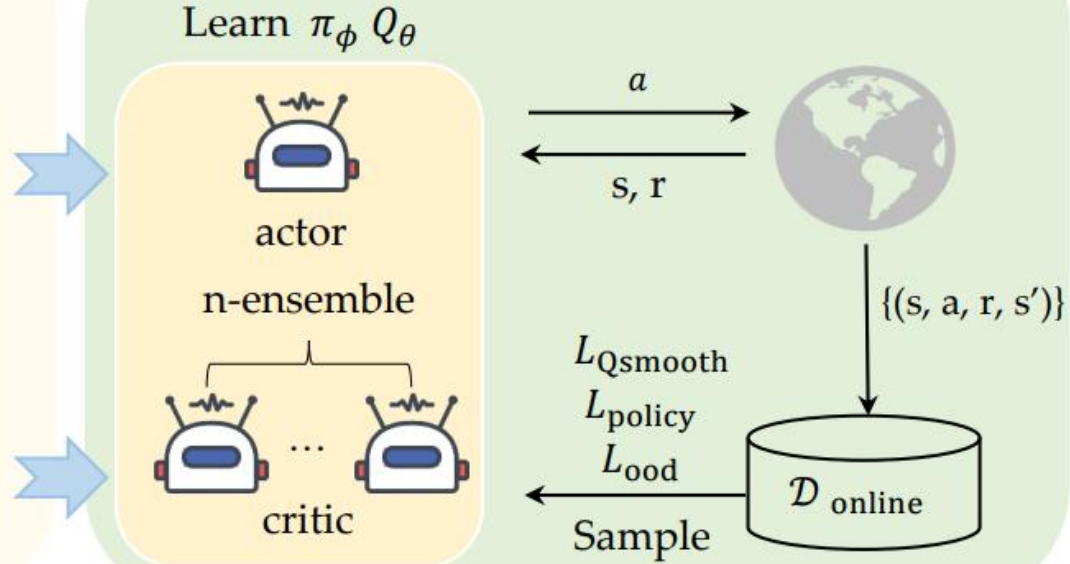 Learn π_ϕ Q_θ
a
s, r
actor
n-ensemble
{(s, a, r, s′)}
L_Qsmooth
L_policy
L_ood
...
critic
Sample
𝒟 online